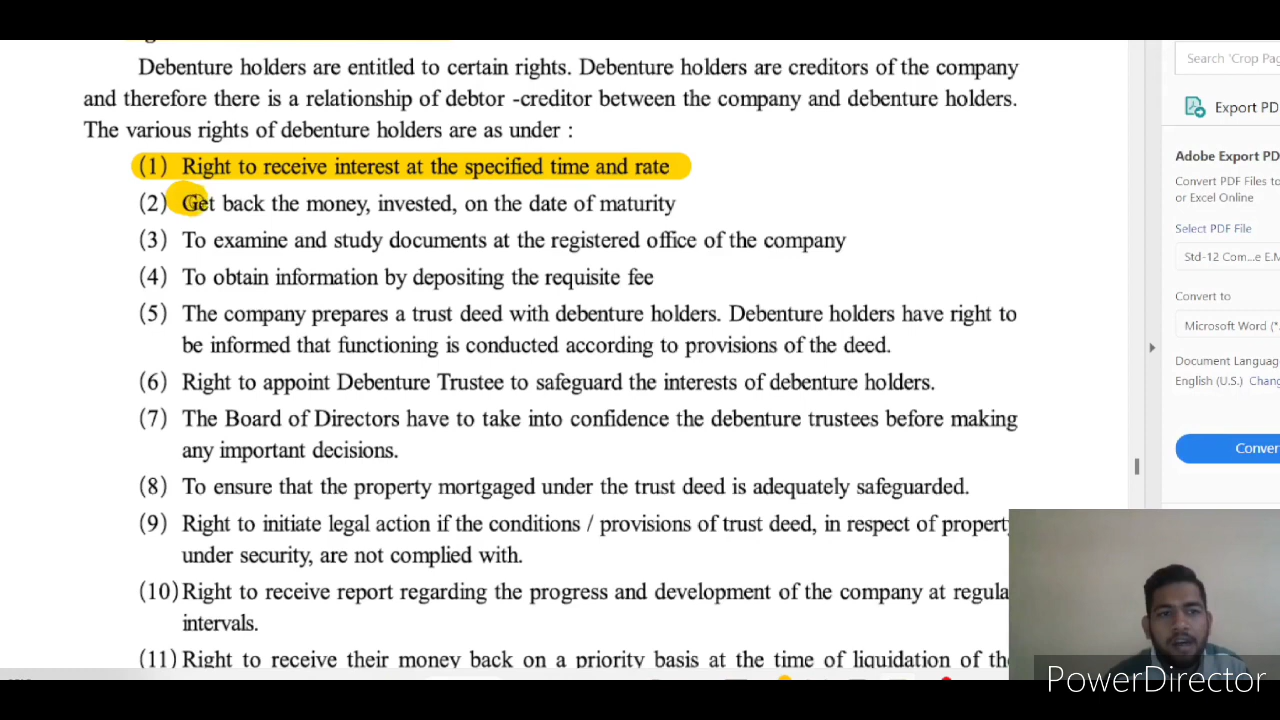 Debenture holders are entitled to certain rights. Debenture holders are creditors of the company
and therefore there is a relationship of debtor -creditor between the company and debenture holders.
The various rights of debenture holders are as under :
(1) Right to receive interest at the specified time and rate
(2) Get back the money, invested, on the date of maturity
(3) To examine and study documents at the registered office of the company
(4) To obtain information by depositing the requisite fee
(5) The company prepares a trust deed with debenture holders. Debenture holders have right to
be informed that functioning is conducted according to provisions of the deed.
(6) Right to appoint Debenture Trustee to safeguard the interests of debenture holders.
(7) The Board of Directors have to take into confidence the debenture trustees before making
any important decisions.
(8) To ensure that the property mortgaged under the trust deed is adequately safeguarded.
(9) Right to initiate legal action if the conditions / provisions of trust deed, in respect of property
under security, are not complied with.
(10) Right to receive report regarding the progress and development of the company at regula
intervals.
(11) Right to receive their money back on a priority basis at the time of liquidation of the
Search 'Crop Pag
Export PD
Adobe Export PD
Convert PDF Files to
or Excel Online
Select PDF File
Std-12 Com...e E.M
Convert to
Microsoft Word (*.
Document Languag
English (U.S.) Chang
Conver
PowerDirector